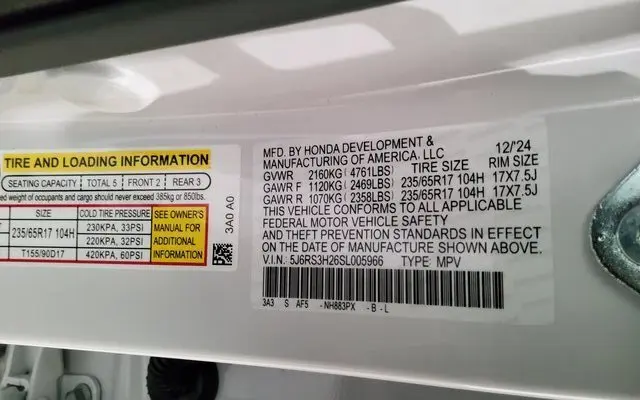 TIRE AND LOADING INFORMATION
SEATING CAPACITY TOTAL 5 FRONT 2 REAR 3
weight of occupants and cargo should never exceed 385kg or 850lbs.
SIZE COLD TIRE PRESSURE
235/65R17 104H 230KPA, 33PSI
220KPA, 32PSI
T155/90D17 420KPA, 60PSI
SEE OWNER'S
MANUAL FOR
ADDITIONAL
INFORMATION
3A0 A0
MFD. BY HONDA DEVELOPMENT & 12/'24
MANUFACTURING OF AMERICA, LLC
GVWR 2160KG (4761LBS) TIRE SIZE RIM SIZE
GAWR F 1120KG (2469LBS) 235/65R17 104H 17X7.5J
GAWR R 1070KG (2358LBS) 235/65R17 104H 17X7.5J
THIS VEHICLE CONFORMS TO ALL APPLICABLE
FEDERAL MOTOR VEHICLE SAFETY
AND THEFT PREVENTION STANDARDS IN EFFECT
ON THE DATE OF MANUFACTURE SHOWN ABOVE.
V.I.N. 5J6RS3H26SL005966 TYPE: MPV
3A3 S AF5 -NH883PX -B-L